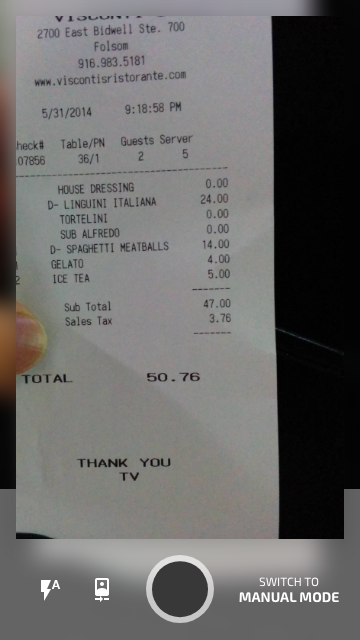 VISCONTI'S
2700 East Bidwell Ste. 700
Folsom
916.983.5181
www.viscontisristorante.com
5/31/2014 9:18:58 PM
heck# Table/PN Guests Server
07856 36/1 2 5
HOUSE DRESSING 0.00
D- LINGUINI ITALIANA 24.00
TORTELINI 0.00
SUB ALFREDO 0.00
D- SPAGHETTI MEATBALLS 14.00
GELATO 4.00
2 ICE TEA 5.00
Sub Total 47.00
Sales Tax 3.76
TOTAL 50.76
THANK YOU
TV
A
SWITCH TO
MANUAL MODE